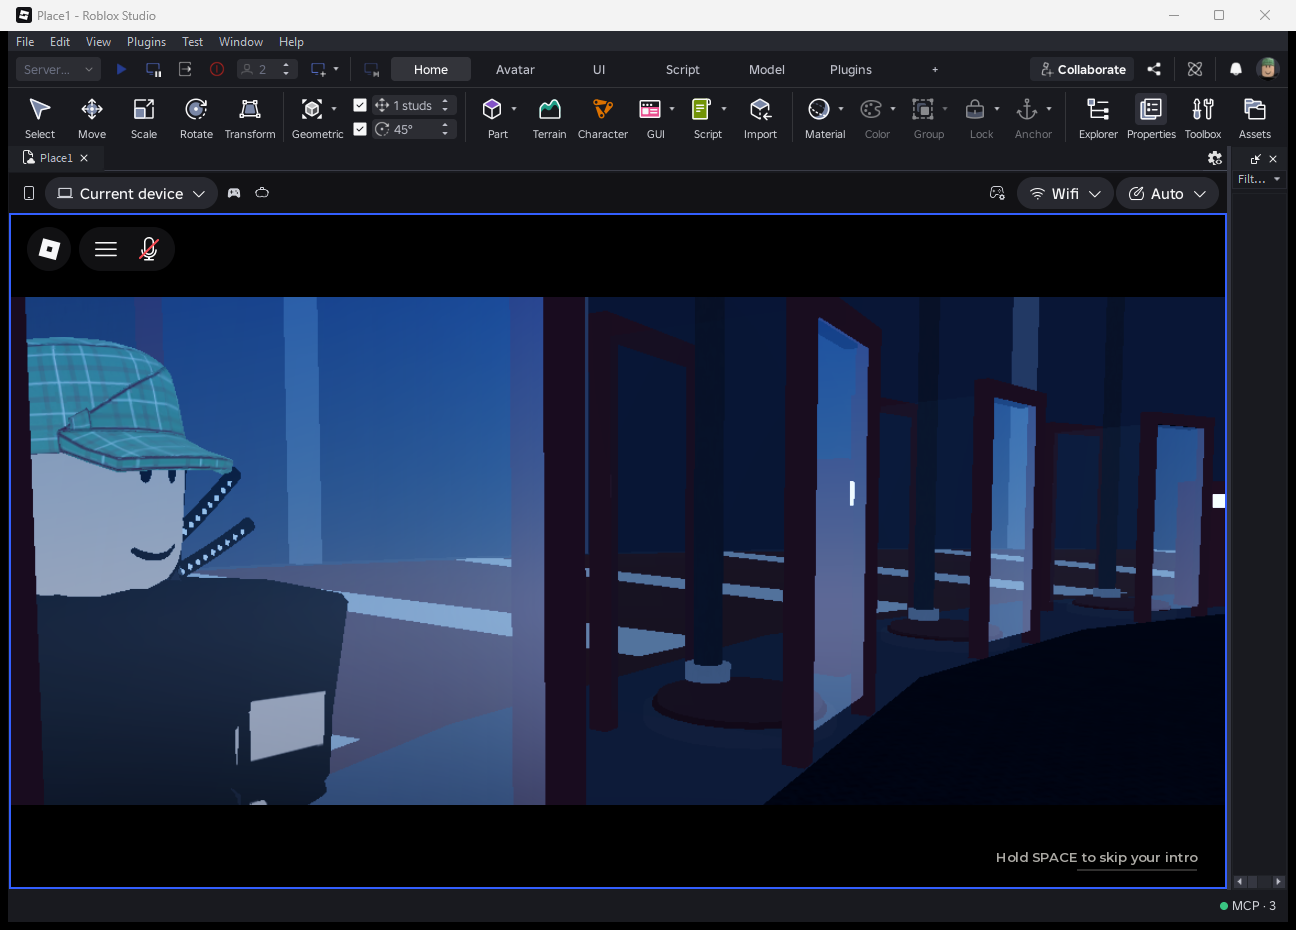 Place1 - Roblox Studio
File Edit View Plugins Test Window Help
Server... 2 Home Avatar UI Script Model Plugins + Collaborate
1 studs
45°
Select Move Scale Rotate Transform Geometric Part Terrain Character GUI Script Import Material Color Group Lock Anchor Explorer Properties Toolbox Assets
Place1
Filt...
Current device Wifi Auto
Hold SPACE to skip your intro
MCP · 3